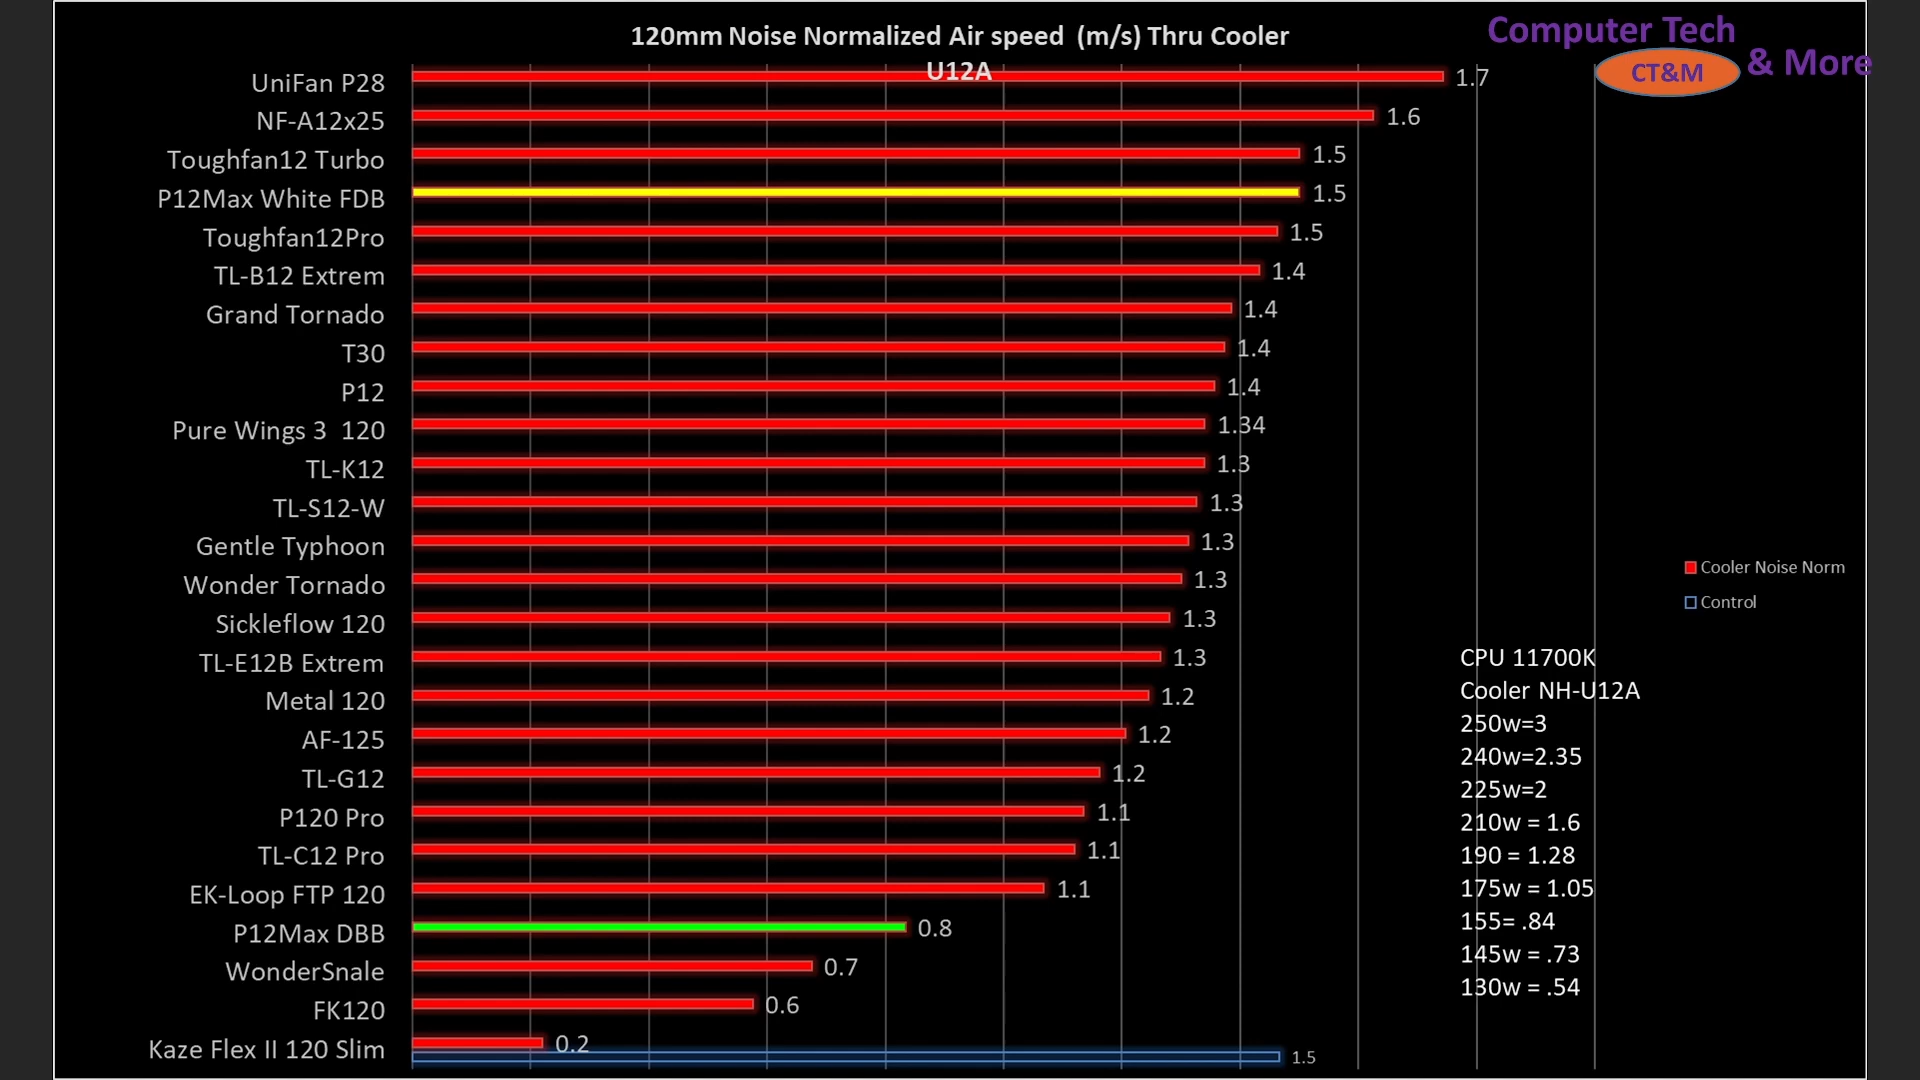 120mm Noise Normalized Air speed (m/s) Thru Cooler
U12A
Computer Tech
CT&M & More
UniFan P28 1.7
NF-A12x25 1.6
Toughfan12 Turbo 1.5
P12Max White FDB 1.5
Toughfan12Pro 1.5
TL-B12 Extrem 1.4
Grand Tornado 1.4
T30 1.4
P12 1.4
Pure Wings 3 120 1.34
TL-K12 1.3
TL-S12-W 1.3
Gentle Typhoon 1.3
Wonder Tornado 1.3
Sickleflow 120 1.3
TL-E12B Extrem 1.3
Metal 120 1.2
AF-125 1.2
TL-G12 1.2
P120 Pro 1.1
TL-C12 Pro 1.1
EK-Loop FTP 120 1.1
P12Max DBB 0.8
WonderSnale 0.7
FK120 0.6
Kaze Flex II 120 Slim 0.2
1.5
Cooler Noise Norm
Control
CPU 11700K
Cooler NH-U12A
250w=3
240w=2.35
225w=2
210w = 1.6
190 = 1.28
175w = 1.05
155= .84
145w = .73
130w = .54